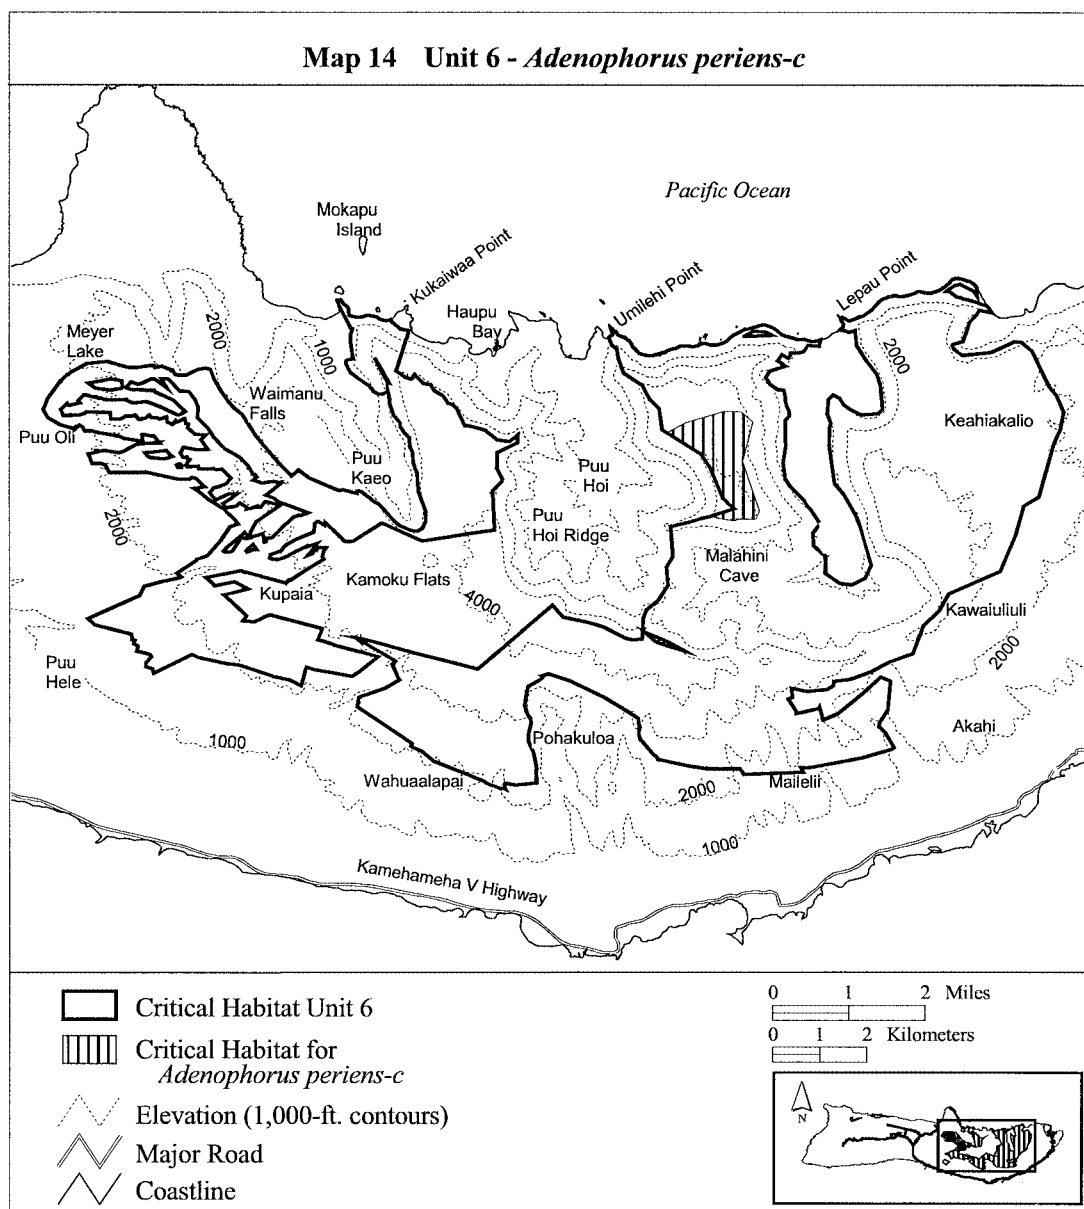 Map 14 Unit 6 - Adenophorus periens-c
Pacific Ocean
Mokapu
Island
Kukaiwaa Point
Haupu
Bay
Umilehi Point
Lepau Point
Meyer
Lake
2000
1000
2000
Waimanu
Falls
Keahiakalio
Puu Oli
Puu
Kaeo
Puu
Hoi
2000
Puu
Hoi Ridge
Malahini
Cave
Kamoku Flats
Kupaia
4000
Kawaiuliuli
2000
Puu
Hele
Akahi
1000
Pohakuloa
Wahuaalapai
2000
Mailelii
1000
Kamehameha V Highway
Critical Habitat Unit 6
Critical Habitat for
Adenophorus periens-c
Elevation (1,000-ft. contours)
Major Road
Coastline
0 1 2 Miles
0 1 2 Kilometers
N